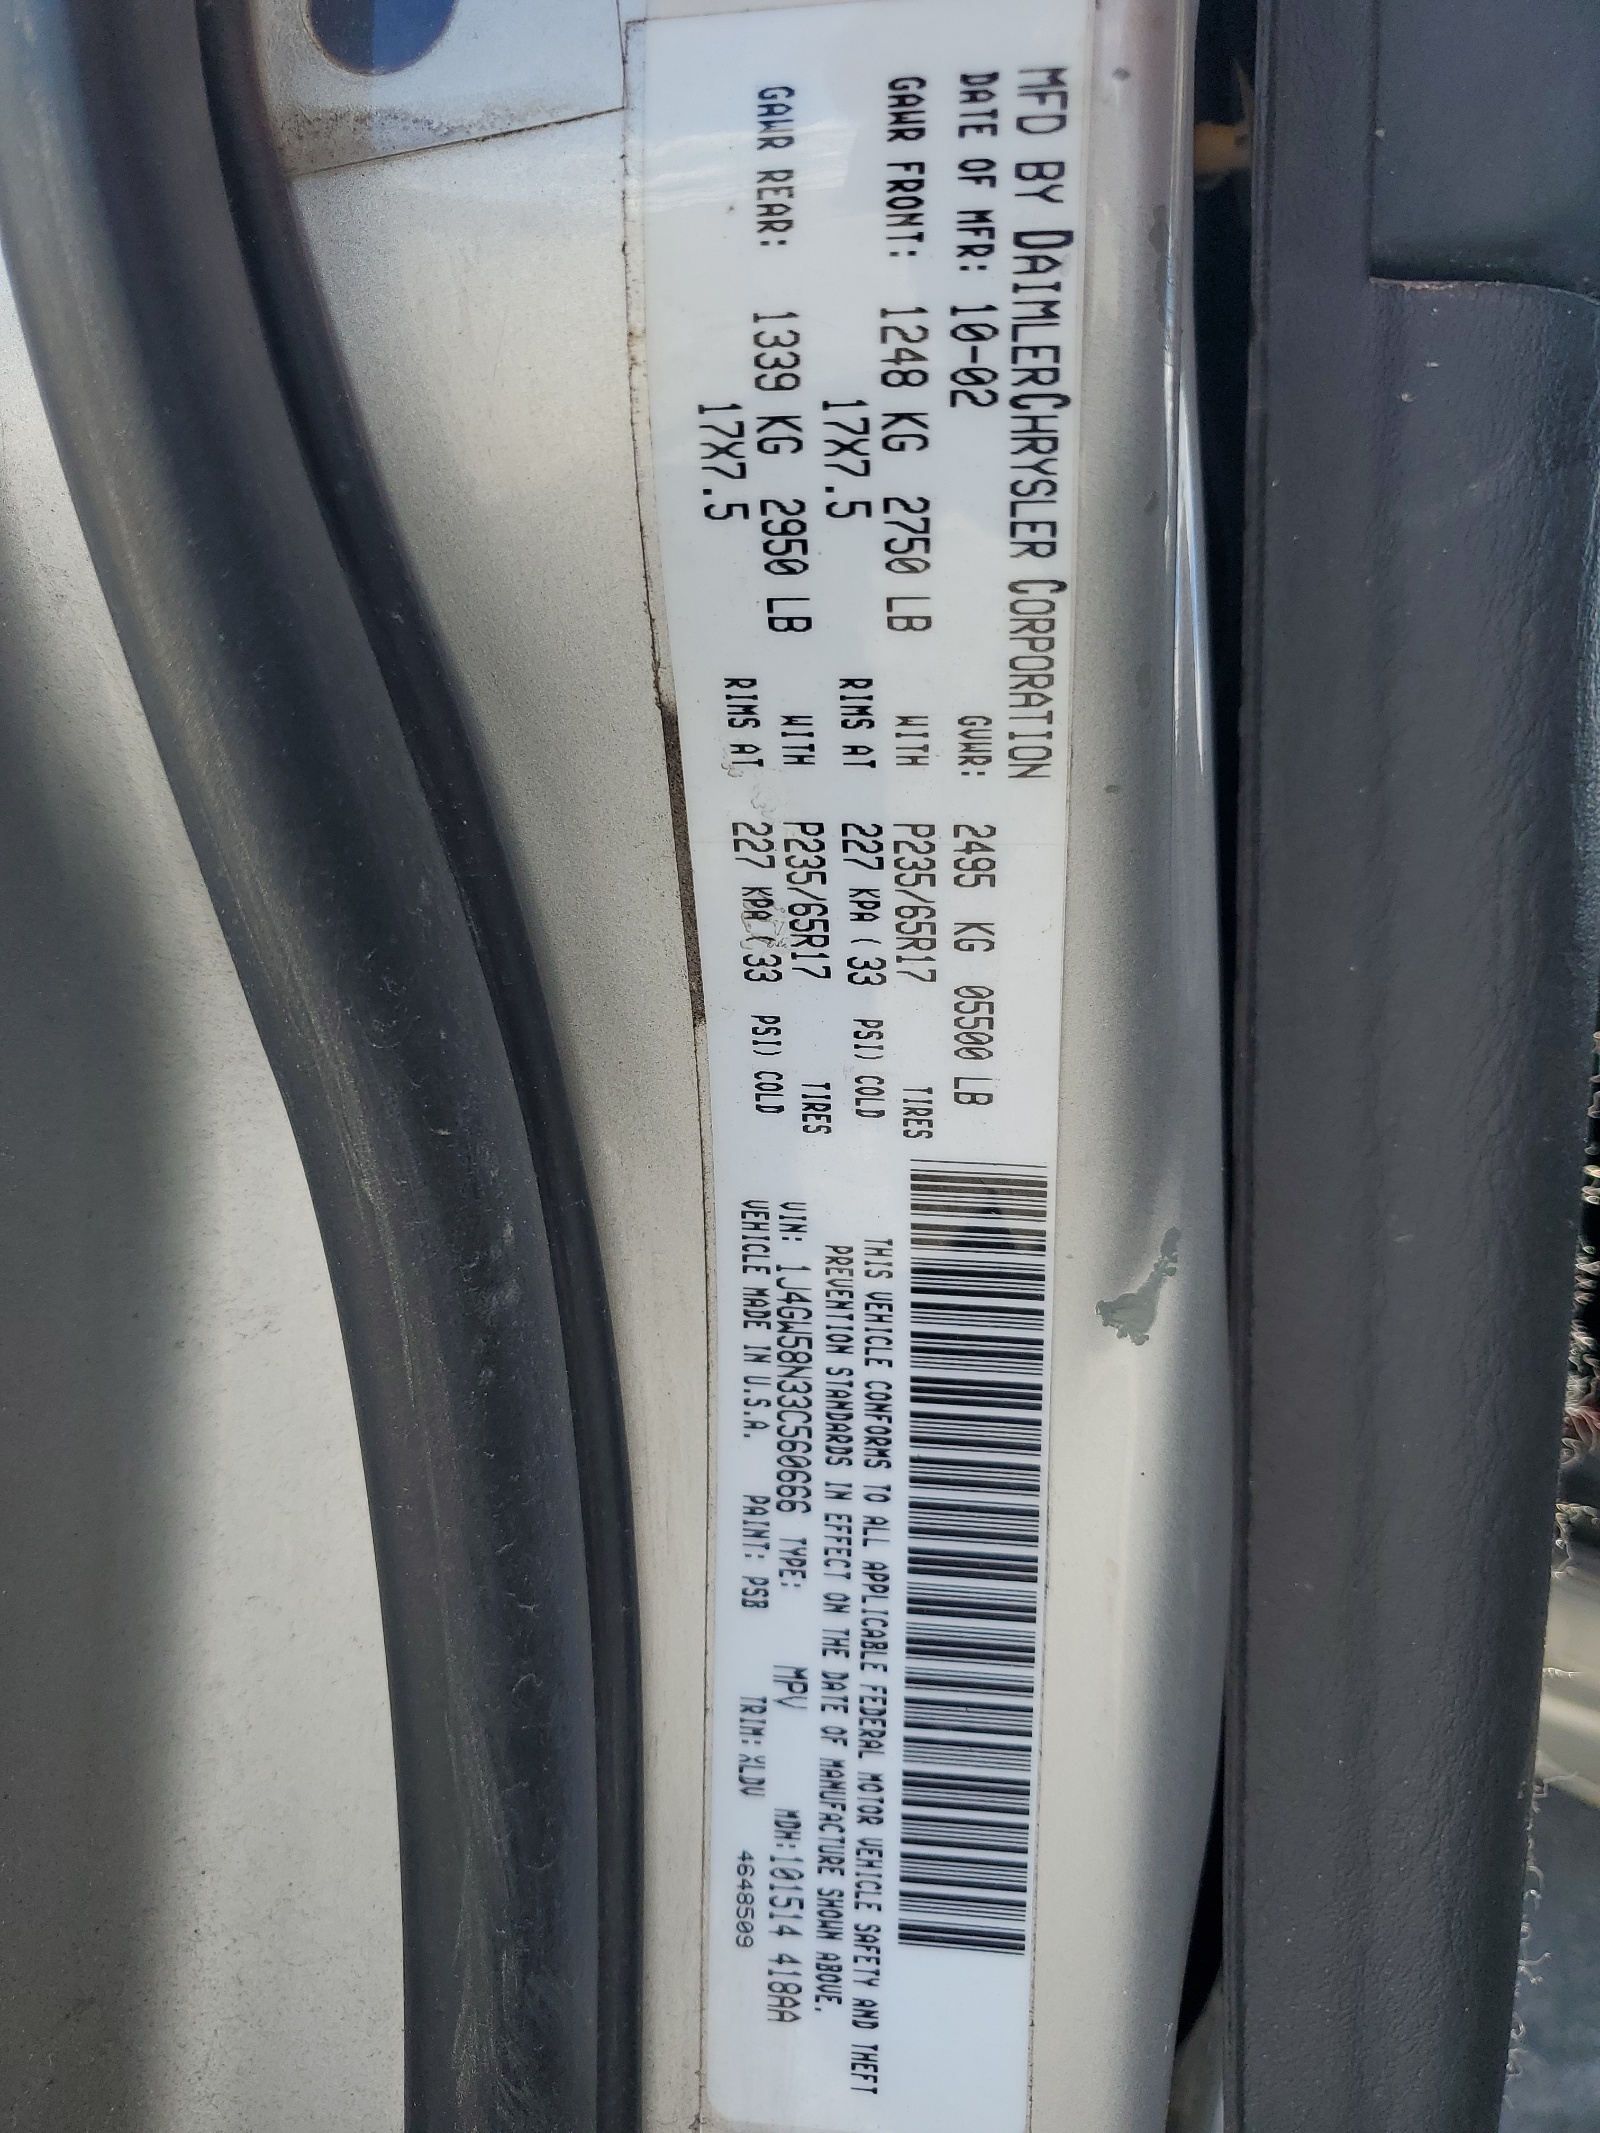 MFD BY DAIMLERCHRYSLER CORPORATION
DATE OF MFR: 10-02 GVWR: 2495 KG 05500 LB
GAWR FRONT: 1248 KG 2750 LB WITH P235/65R17 TIRES
17X7.5 RIMS AT 227 KPA ( 33 PSI) COLD
GAWR REAR: 1339 KG 2950 LB WITH P235/65R17 TIRES
17X7.5 RIMS AT 227 KPA ( 33 PSI) COLD
THIS VEHICLE CONFORMS TO ALL APPLICABLE FEDERAL MOTOR VEHICLE SAFETY AND THEFT
PREVENTION STANDARDS IN EFFECT ON THE DATE OF MANUFACTURE SHOWN ABOVE.
VIN: 1J4GW58N33C560666 TYPE: MPV MDH:101514 418AA
VEHICLE MADE IN U.S.A. PAINT: PSB TRIM: XLDV 4648509